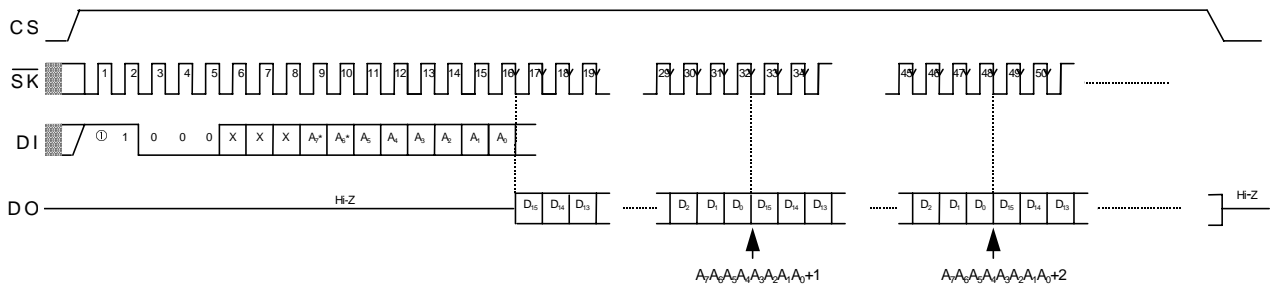 CS
SK 1 2 3 4 5 6 7 8 9 10 11 12 13 14 15 16 17 18 19 29 30 31 32 33 34 45 46 47 48 49 50
DI ① 1 0 0 0 X X X A₇* A₆* A₅ A₄ A₃ A₂ A₁ A₀
Hi-Z Hi-Z
DO D₁₅ D₁₄ D₁₃ D₂ D₁ D₀ D₁₅ D₁₄ D₁₃ D₂ D₁ D₀ D₁₅ D₁₄ D₁₃
A₇A₆A₅A₄A₃A₂A₁A₀+1 A₇A₆A₅A₄A₃A₂A₁A₀+2